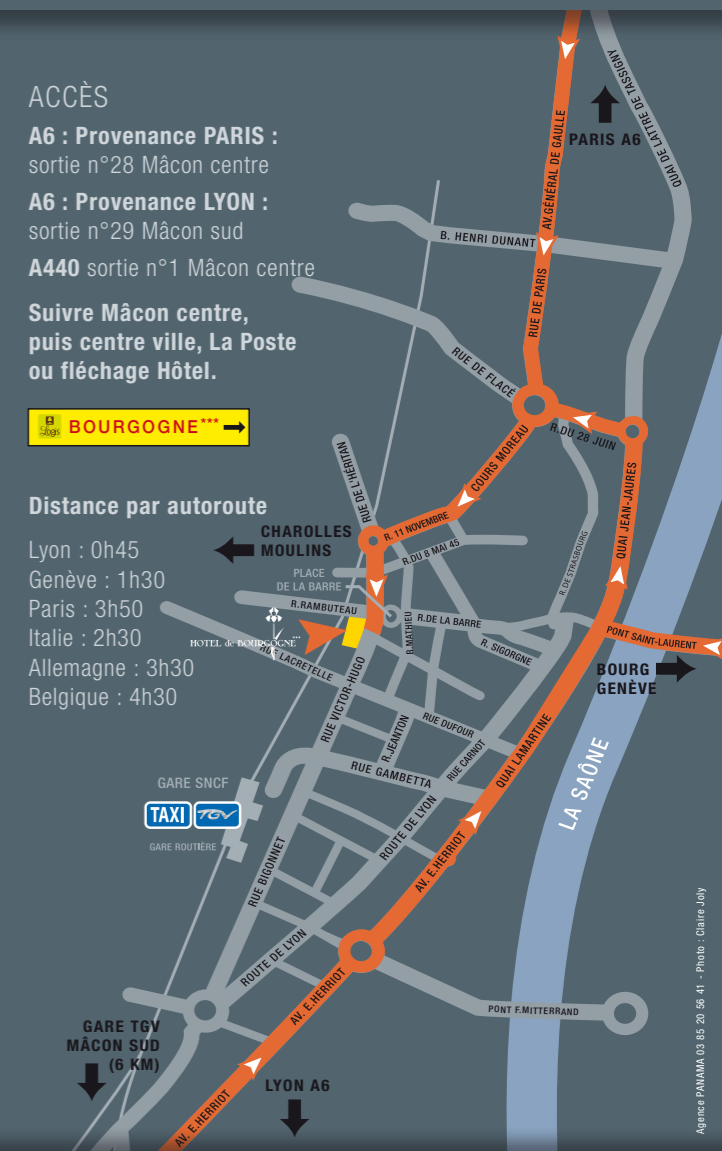 ACCÈS
A6 : Provenance PARIS :
sortie n°28 Mâcon centre
A6 : Provenance LYON :
sortie n°29 Mâcon sud
A440 sortie n°1 Mâcon centre
Suivre Mâcon centre,
puis centre ville, La Poste
ou fléchage Hôtel.
BOURGOGNE***
Distance par autoroute
Lyon : 0h45
Genève : 1h30
Paris : 3h50
Italie : 2h30
Allemagne : 3h30
Belgique : 4h30
PARIS A6
QUAI DE LATTRE DE TASSIGNY
AV.GÉNÉRAL DE GAULLE
B. HENRI DUNANT
RUE DE PARIS
RUE DE FLACÉ
R.DU 28 JUIN
COURS MOREAU
RUE DE L'HÉRITAN
R. 11 NOVEMBRE
R.DU 8 MAI 45
QUAI JEAN-JAURES
R. DE STRASBOURG
CHAROLLES
MOULINS
PLACE
DE LA BARRE
R.RAMBUTEAU
HOTEL de BOURGOGNE***
RUE LACRETELLE
R.MATHIEU
R.DE LA BARRE
R. SIGORGNE
PONT SAINT-LAURENT
BOURG
GENÈVE
RUE VICTOR-HUGO
R.JEANTON
RUE DUFOUR
RUE CARNOT
QUAI LAMARTINE
RUE GAMBETTA
LA SAÔNE
GARE SNCF
TAXI
TGV
GARE ROUTIÈRE
ROUTE DE LYON
AV. E.HERRIOT
RUE BIGONNET
ROUTE DE LYON
AV. E.HERRIOT
PONT F.MITTERRAND
GARE TGV
MÂCON SUD
(6 KM)
LYON A6
AV. E.HERRIOT
Agence PANAMA 03 85 20 56 41 - Photo : Claire Joly